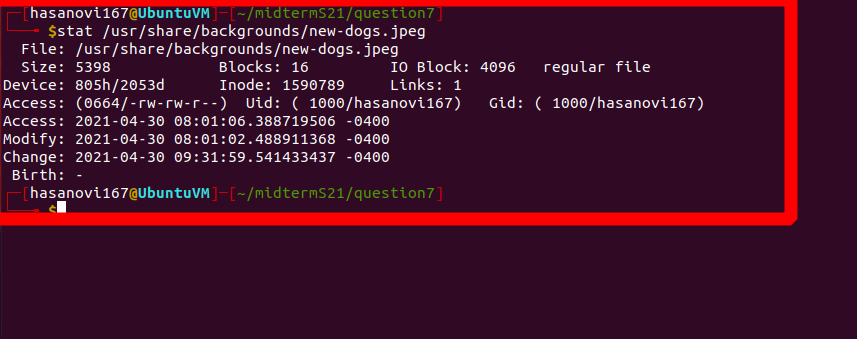 ┌─[hasanovi167@UbuntuVM]─[~/midtermS21/question7]
└──╼ $stat /usr/share/backgrounds/new-dogs.jpeg
  File: /usr/share/backgrounds/new-dogs.jpeg
  Size: 5398            Blocks: 16         IO Block: 4096   regular file
Device: 805h/2053d      Inode: 1590789     Links: 1
Access: (0664/-rw-rw-r--)  Uid: ( 1000/hasanovi167)   Gid: ( 1000/hasanovi167)
Access: 2021-04-30 08:01:06.388719506 -0400
Modify: 2021-04-30 08:01:02.488911368 -0400
Change: 2021-04-30 09:31:59.541433437 -0400
 Birth: -
┌─[hasanovi167@UbuntuVM]─[~/midtermS21/question7]
└──╼ $